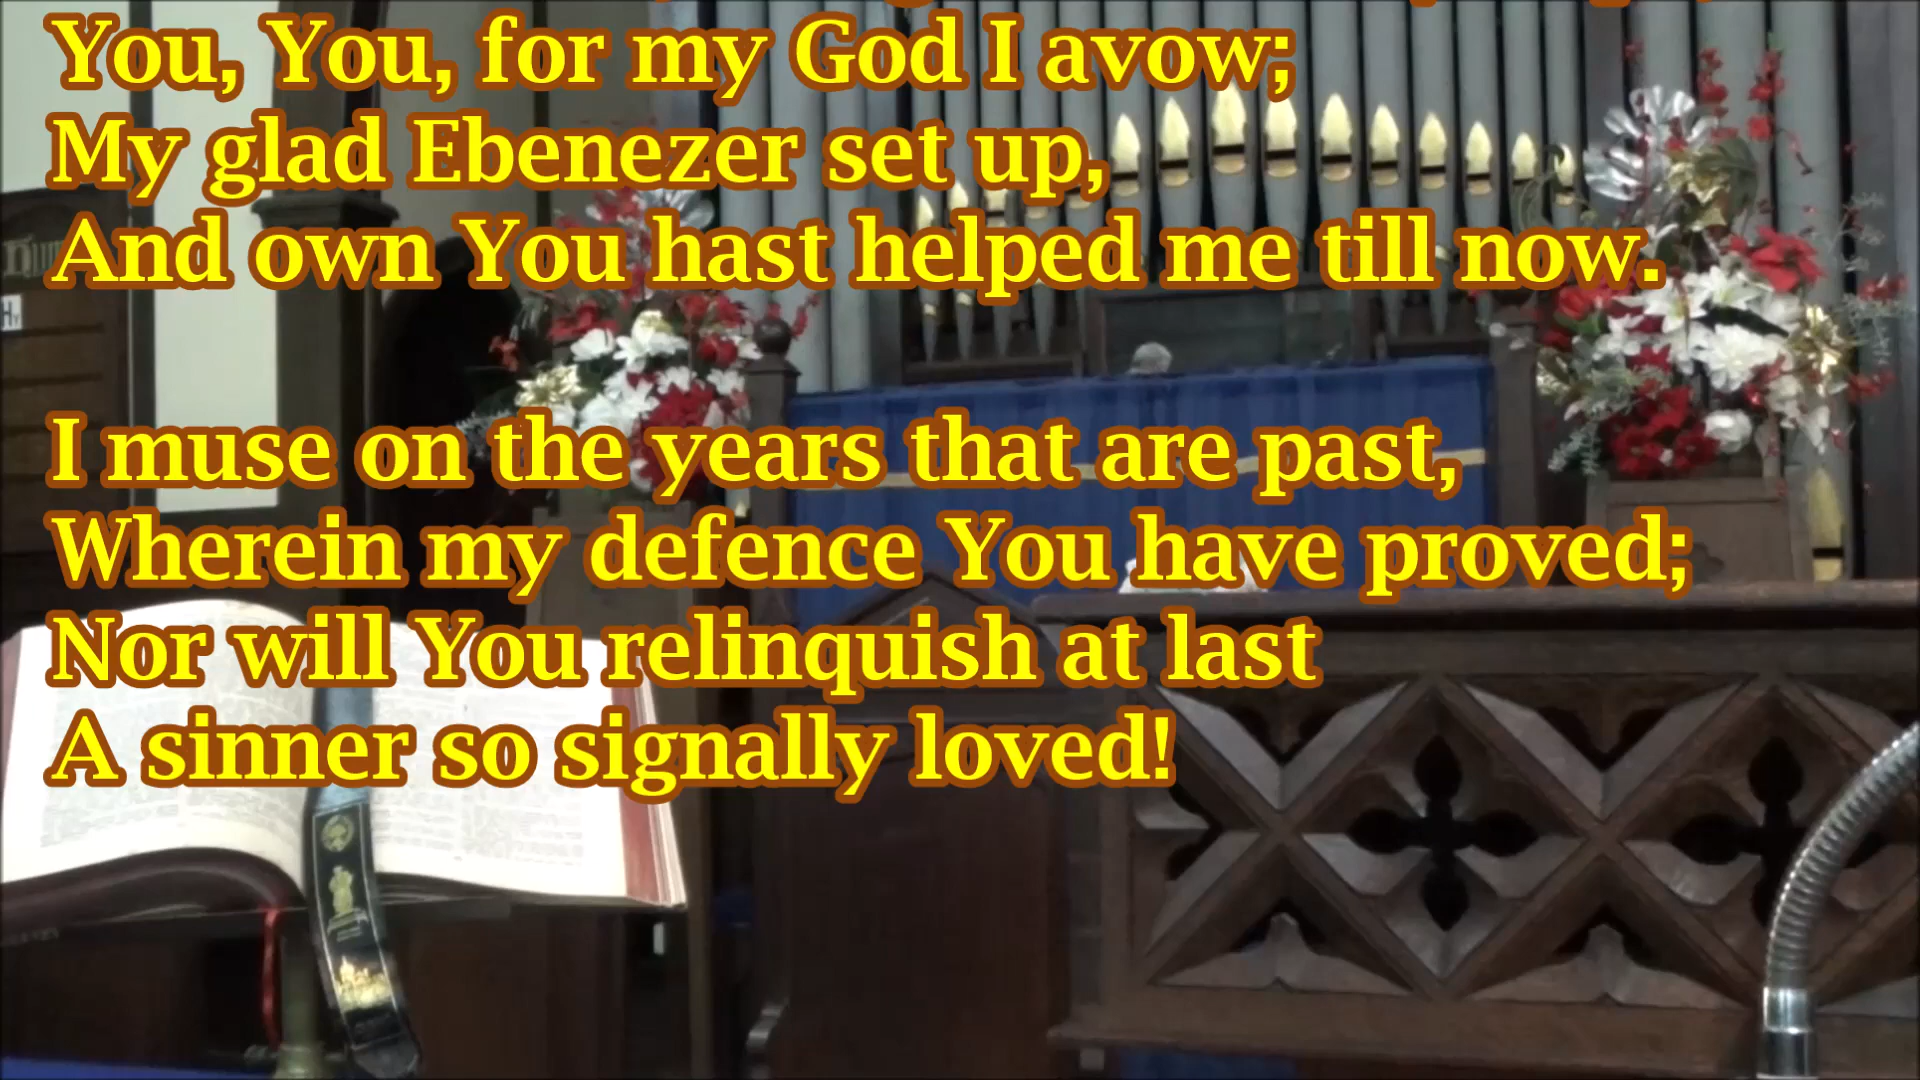 You, You, for my God I avow;
My glad Ebenezer set up,
And own You hast helped me till now.
I muse on the years that are past,
Wherein my defence You have proved;
Nor will You relinquish at last
A sinner so signally loved!